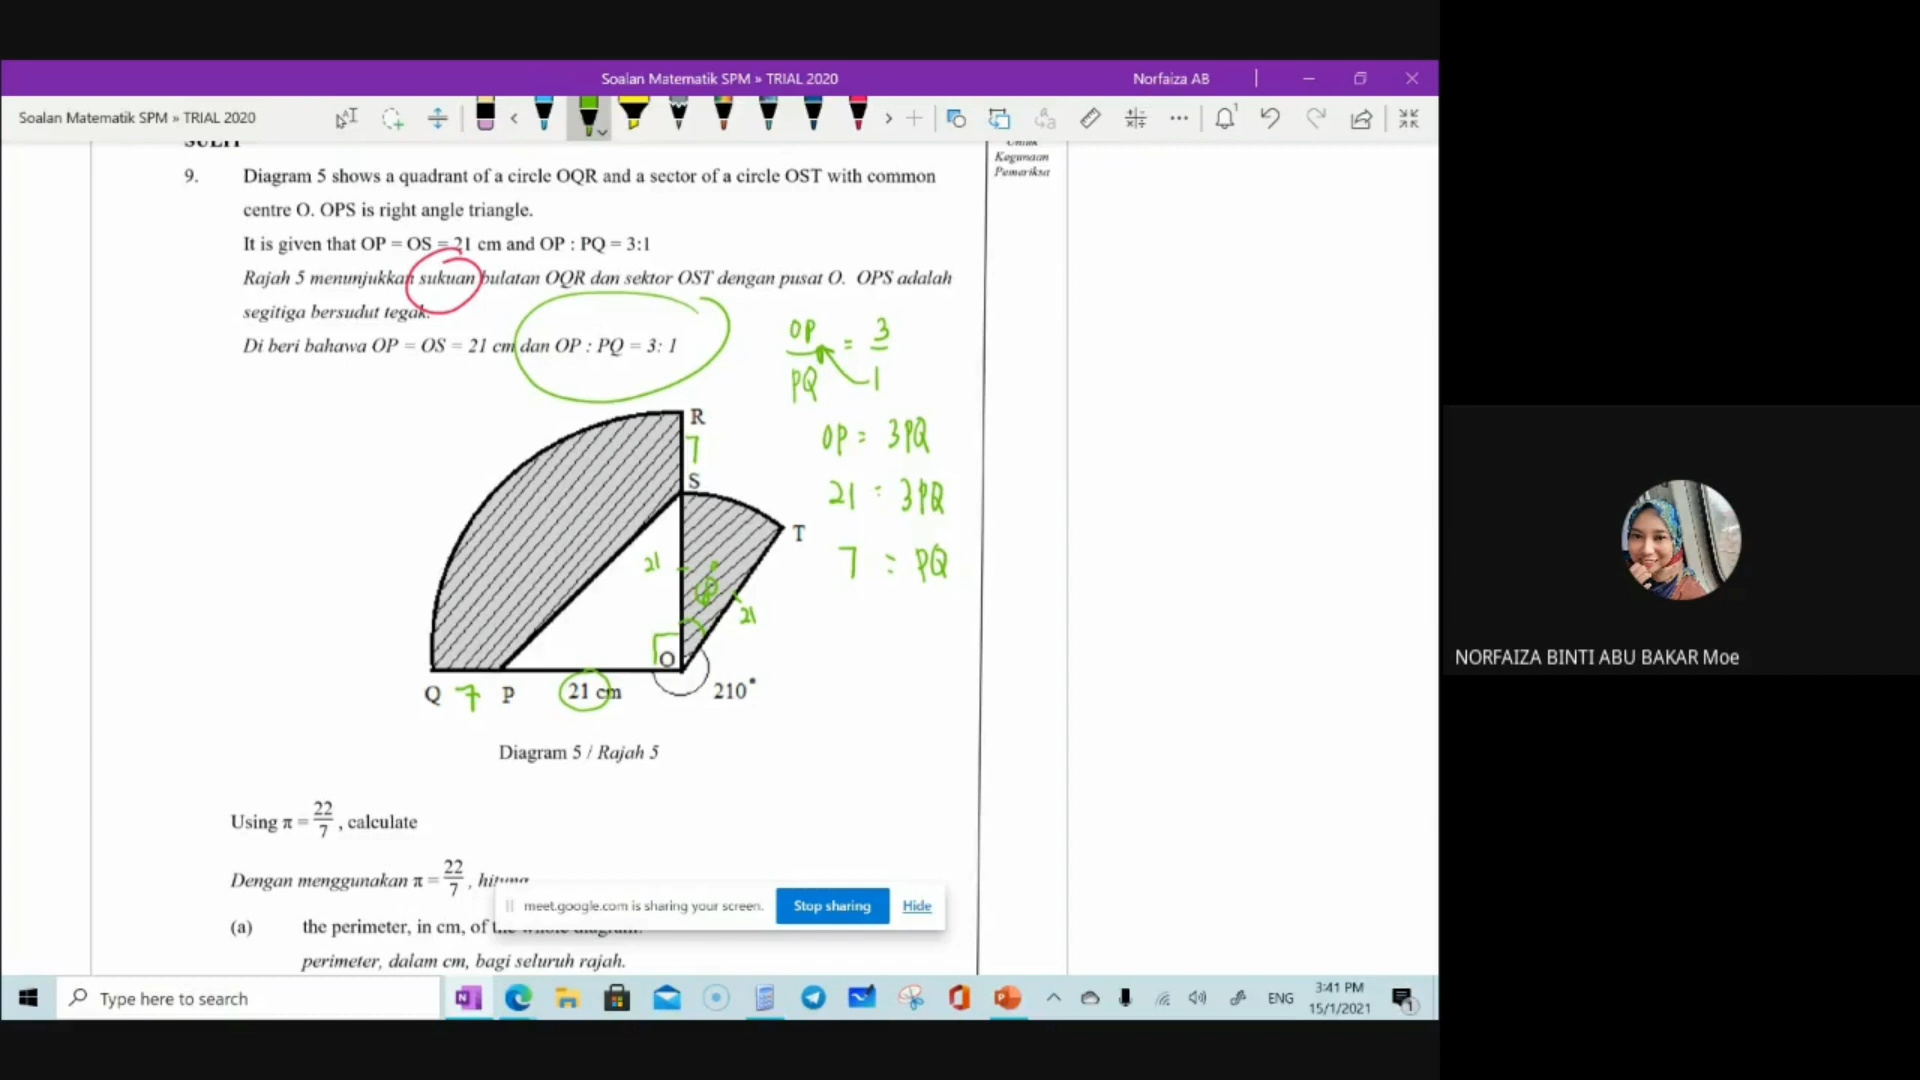 Soalan Matematik SPM » TRIAL 2020
Norfaiza AB
Soalan Matematik SPM » TRIAL 2020
SULIT
Untuk
Kegunaan
Pemeriksa
9. Diagram 5 shows a quadrant of a circle OQR and a sector of a circle OST with common
centre O. OPS is right angle triangle.
It is given that OP = OS = 21 cm and OP : PQ = 3:1
Rajah 5 menunjukkan sukuan bulatan OQR dan sektor OST dengan pusat O. OPS adalah
segitiga bersudut tegak.
Di beri bahawa OP = OS = 21 cm dan OP : PQ = 3: 1
OP/PQ = 3/1
OP = 3PQ
21 = 3PQ
7 = PQ
R
7
S
T
21
21
O
Q 7 P 21 cm 210°
Diagram 5 / Rajah 5
Using π = 22/7 , calculate
Dengan menggunakan π = 22/7 , hitung
meet.google.com is sharing your screen. Stop sharing Hide
(a) the perimeter, in cm, of the whole diagram.
perimeter, dalam cm, bagi seluruh rajah.
NORFAIZA BINTI ABU BAKAR Moe
Type here to search
ENG
3:41 PM
15/1/2021